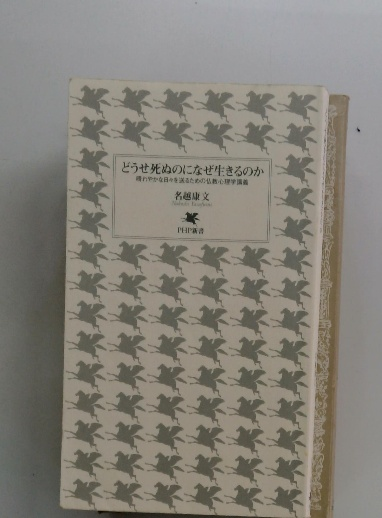 どうせ死ぬのになぜ生きるのか
晴れやかな日々を送るための仏教心理学講義
名越康文
Nakoshi Yasufumi
PHP新書